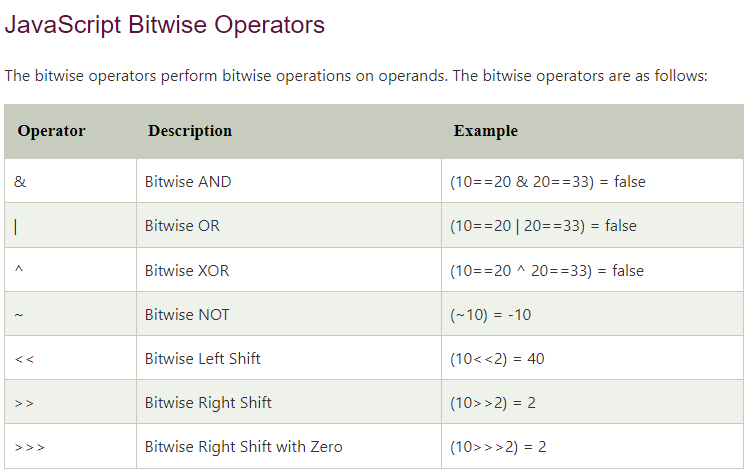 JavaScript Bitwise Operators
The bitwise operators perform bitwise operations on operands. The bitwise operators are as follows:
Operator Description Example
& Bitwise AND (10==20 & 20==33) = false
| Bitwise OR (10==20 | 20==33) = false
^ Bitwise XOR (10==20 ^ 20==33) = false
~ Bitwise NOT (~10) = -10
<< Bitwise Left Shift (10<<2) = 40
>> Bitwise Right Shift (10>>2) = 2
>>> Bitwise Right Shift with Zero (10>>>2) = 2